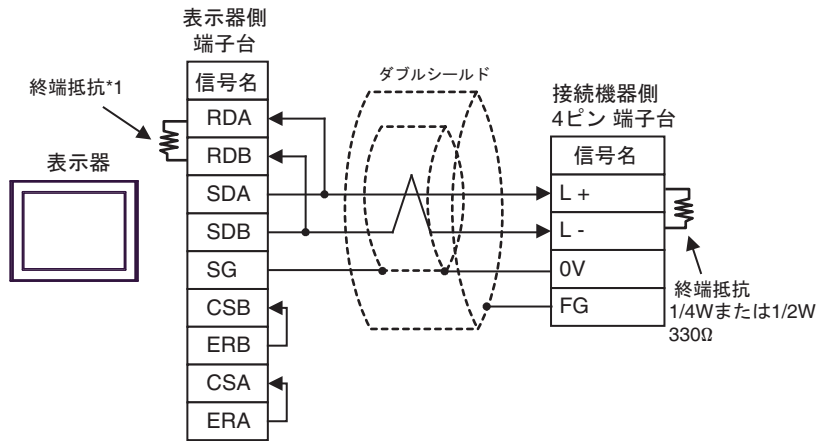 表示器側
端子台
信号名
終端抵抗*1
RDA
RDB
表示器
SDA
SDB
SG
CSB
ERB
CSA
ERA
ダブルシールド
接続機器側
4ピン 端子台
信号名
L +
L -
0V
FG
終端抵抗
1/4Wまたは1/2W
330Ω